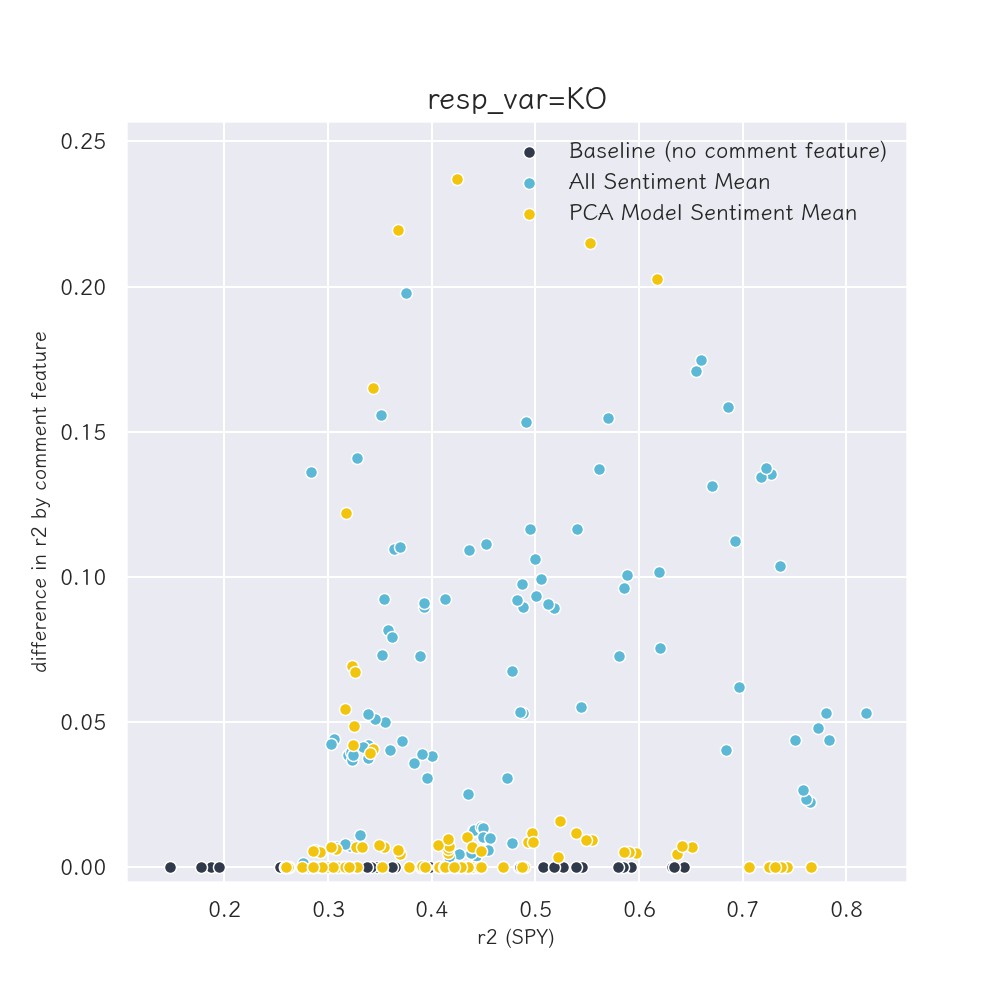 resp_var=KO
Baseline (no comment feature)
All Sentiment Mean
PCA Model Sentiment Mean
difference in r2 by comment feature
0.25
0.20
0.15
0.10
0.05
0.00
0.2 0.3 0.4 0.5 0.6 0.7 0.8
r2 (SPY)